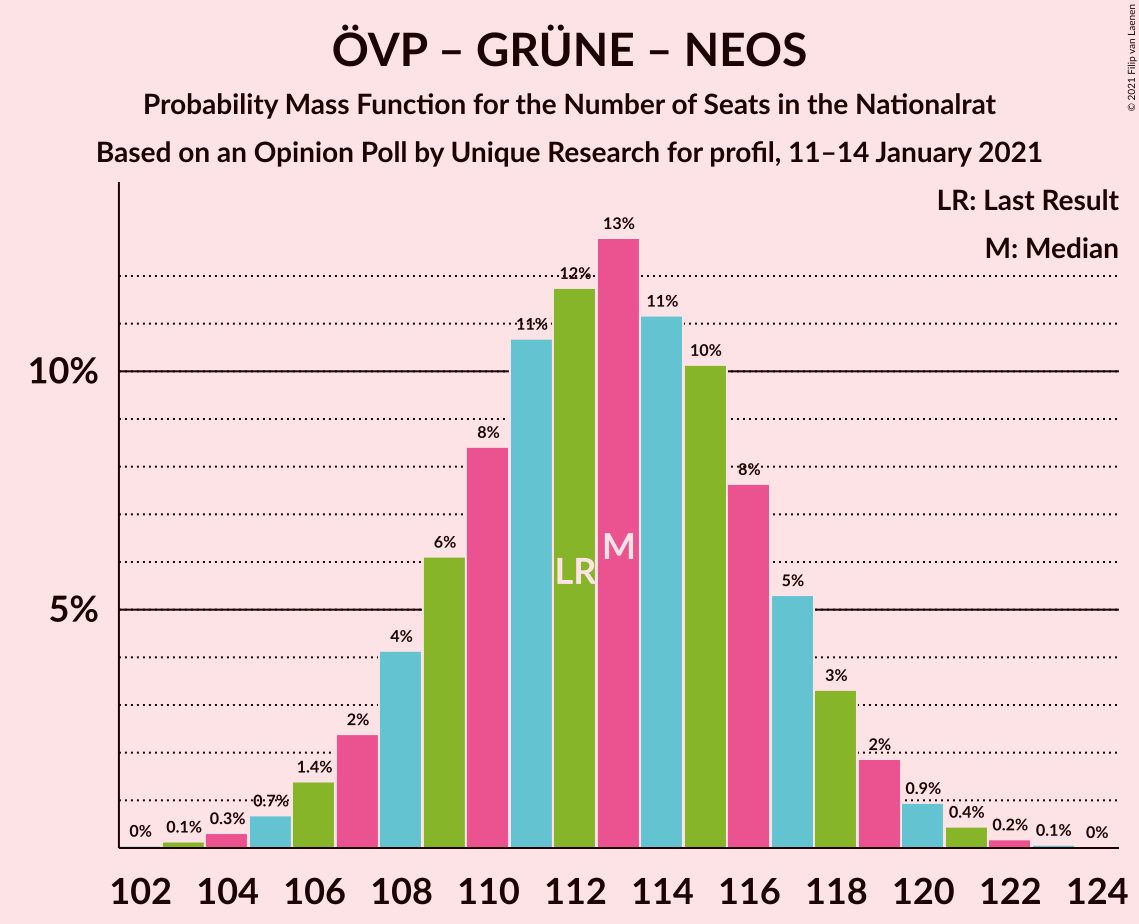 ÖVP – GRÜNE – NEOS
Probability Mass Function for the Number of Seats in the Nationalrat
Based on an Opinion Poll by Unique Research for profil, 11–14 January 2021
© 2021 Filip van Laenen
LR: Last Result
M: Median
10%
5%
0%
0.1%
0.3%
0.7%
1.4%
2%
4%
6%
8%
11%
12%
13%
11%
10%
8%
5%
3%
2%
0.9%
0.4%
0.2%
0.1%
0%
LR
M
102 104 106 108 110 112 114 116 118 120 122 124